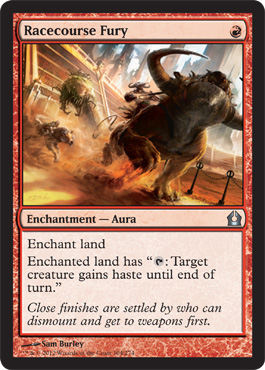 Racecourse Fury
Enchantment — Aura
Enchant land
Enchanted land has “: Target
creature gains haste until end of
turn.”
Close finishes are settled by who can
dismount and get to weapons first.
Sam Burley